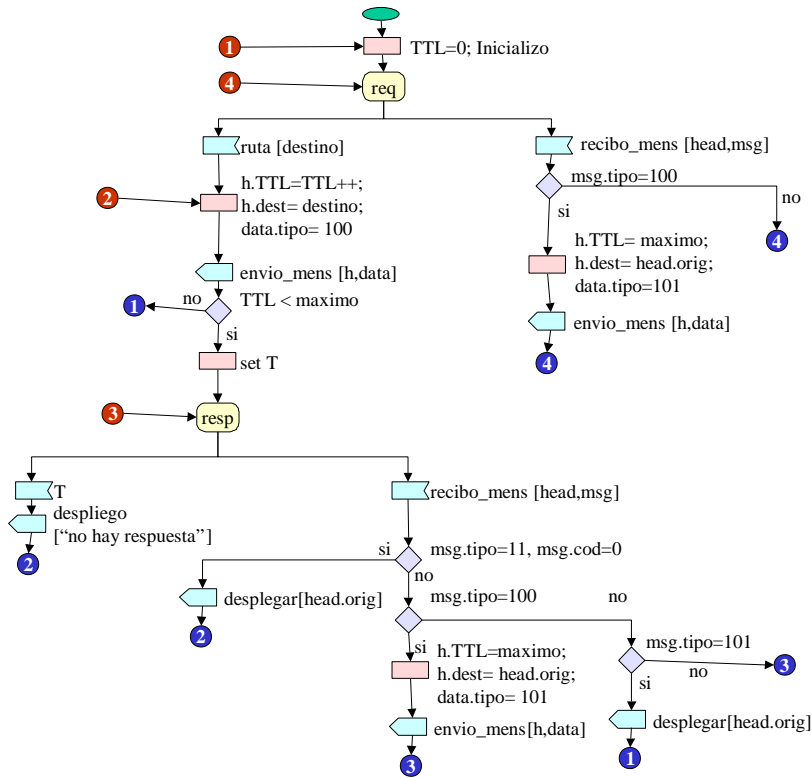 1
TTL=0; Inicializo
4
req
ruta [destino]
recibo_mens [head,msg]
h.TTL=TTL++;
h.dest= destino;
data.tipo= 100
2
msg.tipo=100
no
si
4
h.TTL= maximo;
h.dest= head.orig;
data.tipo=101
envio_mens [h,data]
envio_mens [h,data]
4
1
no
TTL < maximo
si
set T
3
resp
T
recibo_mens [head,msg]
despliego
[“no hay respuesta”]
2
si
msg.tipo=11, msg.cod=0
no
desplegar[head.orig]
2
msg.tipo=100
no
si
h.TTL=maximo;
h.dest= head.orig;
data.tipo= 101
envio_mens[h,data]
3
msg.tipo=101
no
3
si
desplegar[head.orig]
1